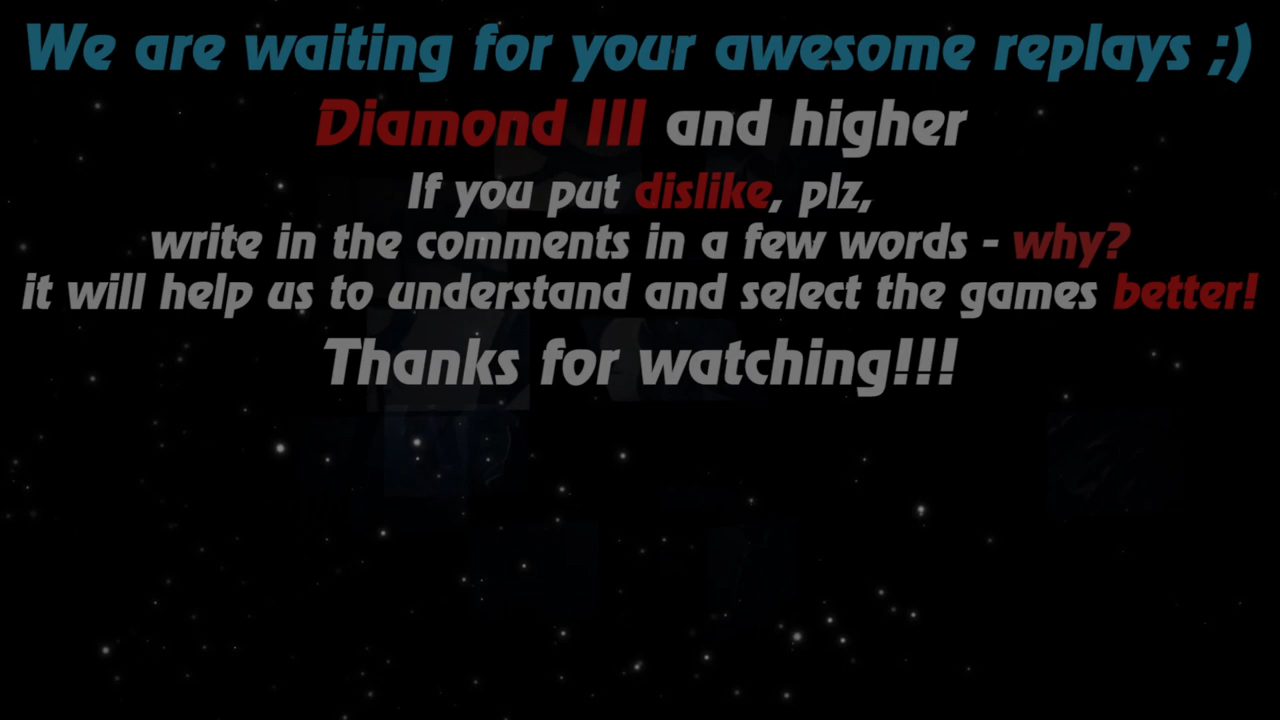 We are waiting for your awesome replays ;)
Diamond III and higher
If you put dislike, plz,
write in the comments in a few words - why?
it will help us to understand and select the games better!
Thanks for watching!!!